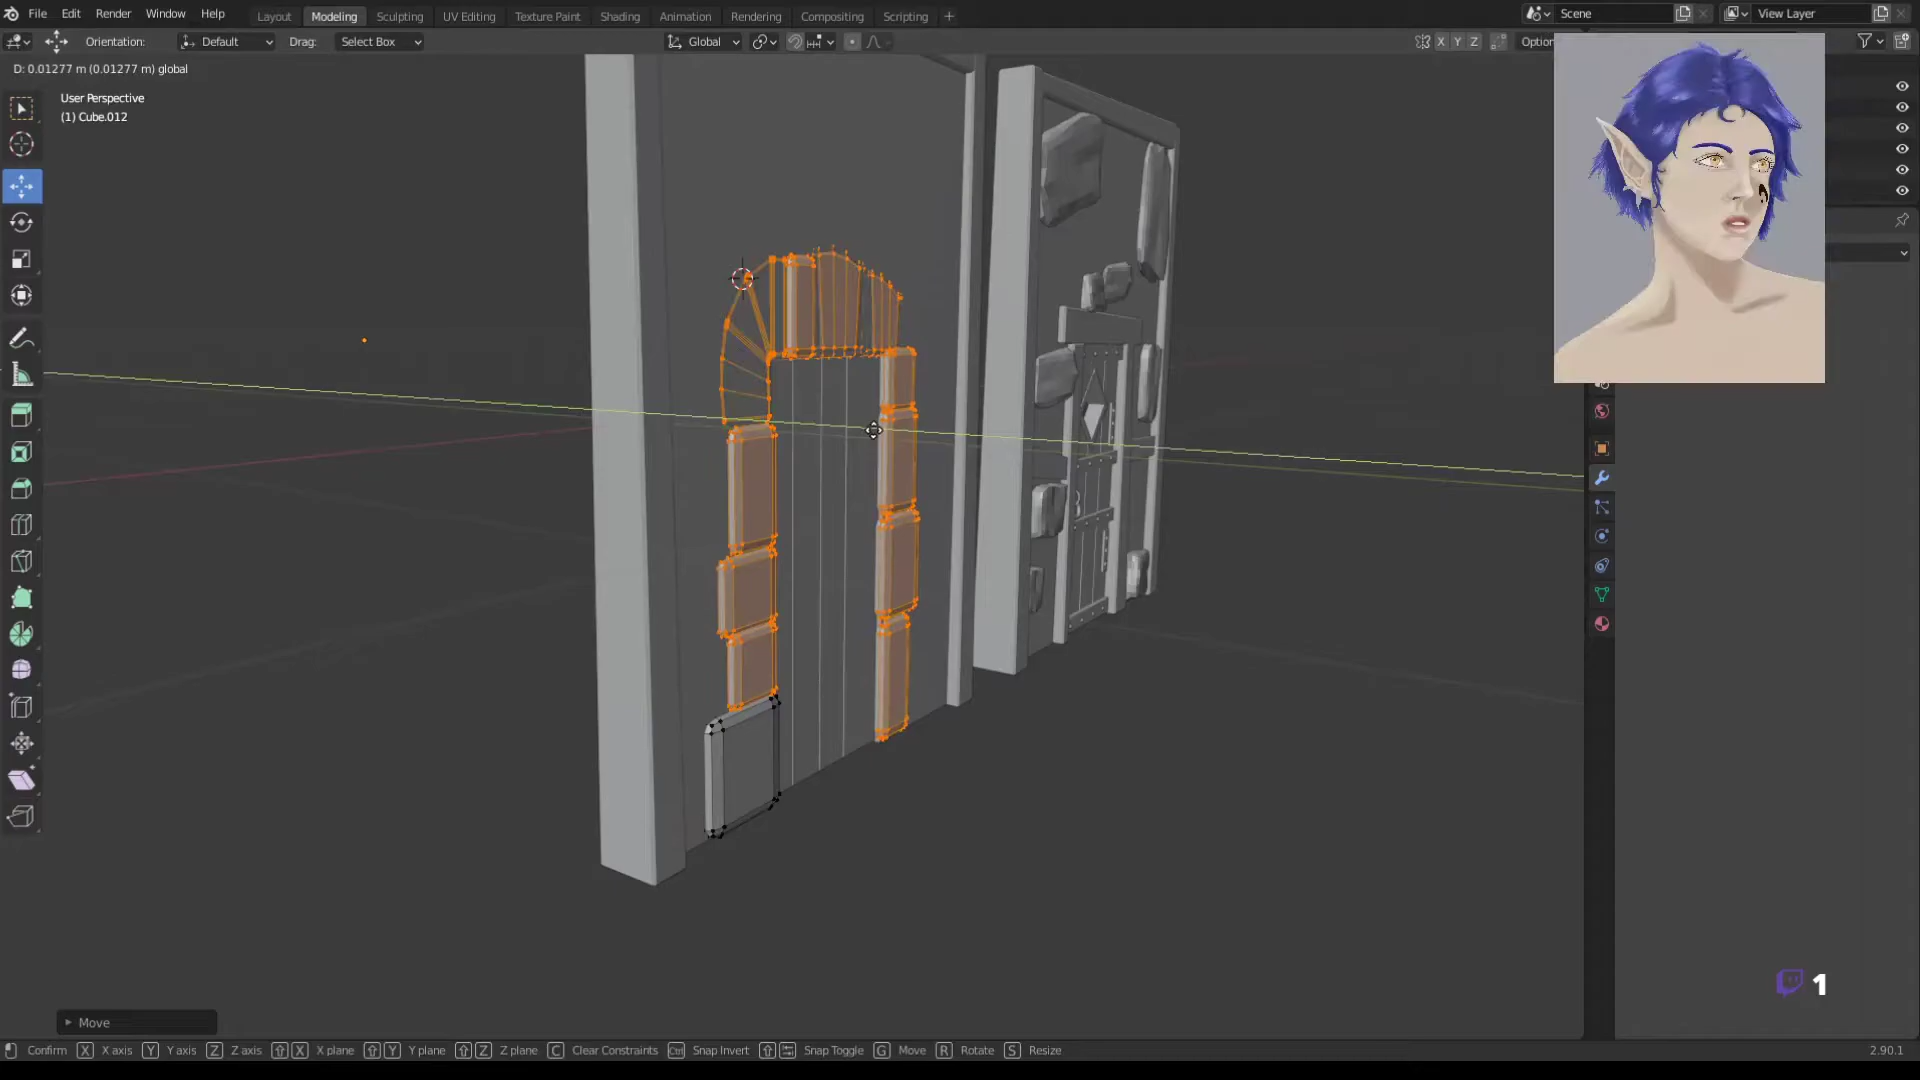 File Edit Render Window Help Layout Modeling Sculpting UV Editing Texture Paint Shading Animation Rendering Compositing Scripting + Scene View Layer
Orientation: Default Drag: Select Box Global X Y Z Option
D: 0.01277 m (0.01277 m) global
User Perspective
(1) Cube.012
1
Move
Confirm X X axis Y Y axis Z Z axis X X plane Y Y plane Z Z plane C Clear Constraints Ctrl Snap Invert Snap Toggle G Move R Rotate S Resize 2.90.1